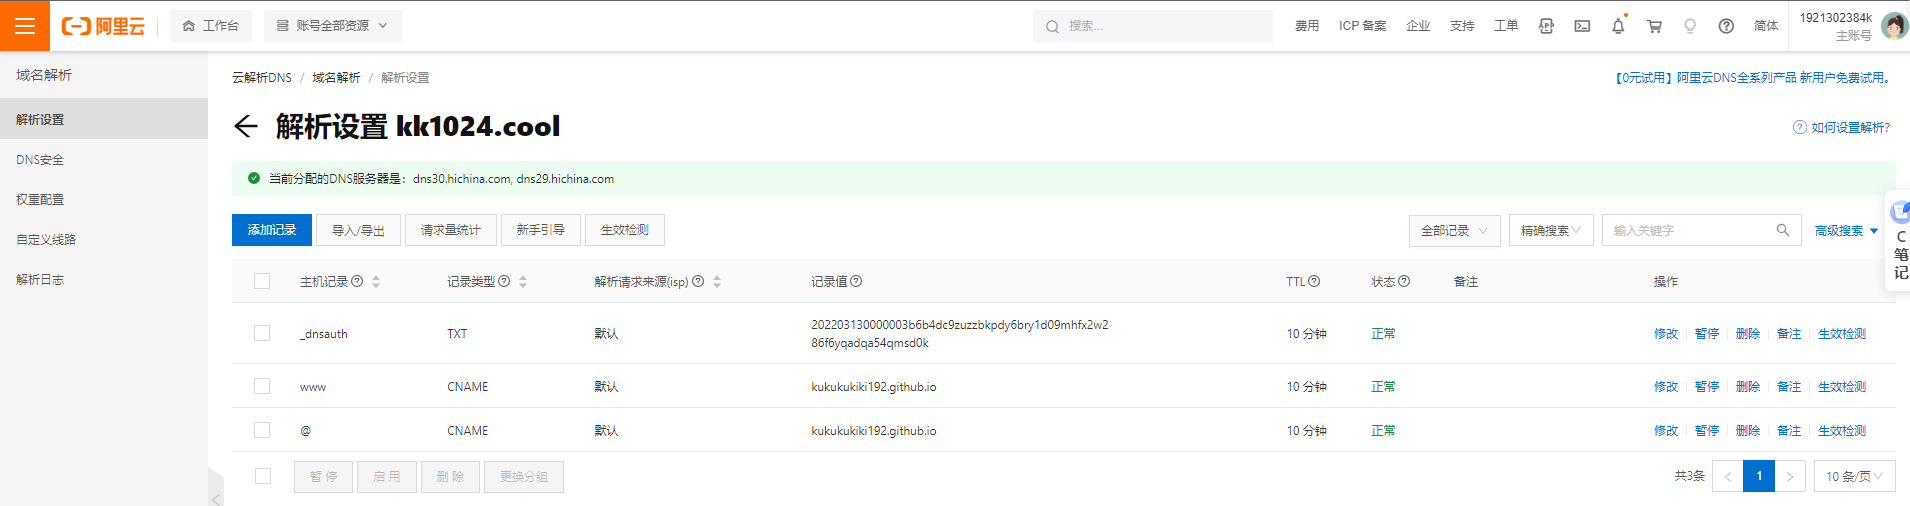 阿里云
工作台
账号全部资源
搜索...
费用
ICP 备案
企业
支持
工单
简体
1921302384k
主账号
域名解析
解析设置
DNS安全
权重配置
自定义线路
解析日志
云解析DNS / 域名解析 / 解析设置
【0元试用】阿里云DNS全系列产品 新用户免费试用。
解析设置 kk1024.cool
如何设置解析?
当前分配的DNS服务器是: dns30.hichina.com, dns29.hichina.com
添加记录 导入/导出 请求量统计 新手引导 生效检测
全部记录 精确搜索 输入关键字 高级搜索
C
笔
记
主机记录 记录类型 解析请求来源(isp) 记录值 TTL 状态 备注 操作
_dnsauth TXT 默认 202203130000003b6b4dc9zuzzbkpdy6bry1d09mhfx2w2
86f6yqadqa54qmsd0k 10 分钟 正常 修改 暂停 删除 备注 生效检测
www CNAME 默认 kukukukiki192.github.io 10 分钟 正常 修改 暂停 删除 备注 生效检测
@ CNAME 默认 kukukukiki192.github.io 10 分钟 正常 修改 暂停 删除 备注 生效检测
暂 停 启 用 删 除 更换分组
共3条 < 1 > 10 条/页